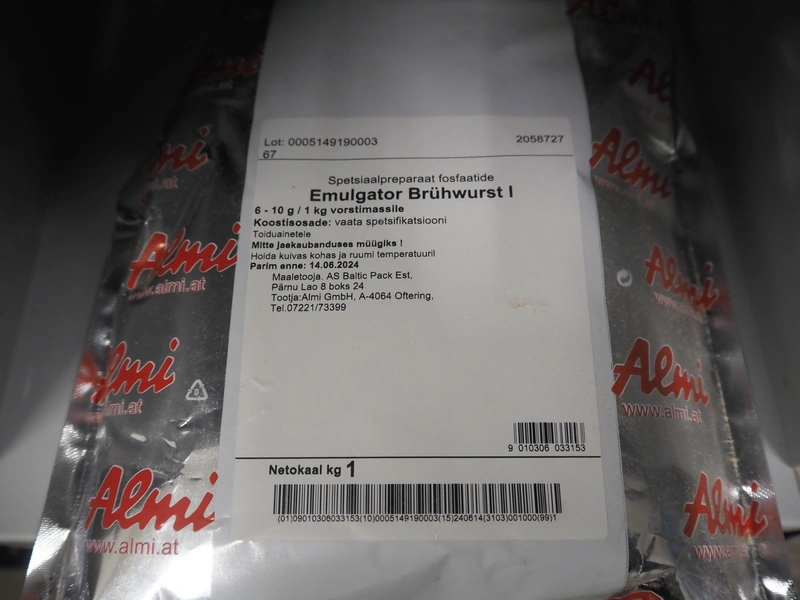 Almi
Almi
Almi
Lot: 0005149190003
67
2058727
Spetsiaalpreparaat fosfaatide
Emulgator Brühwurst I
6 - 10 g / 1 kg vorstimassile
Koostisosade: vaata spetsifikatsiooni
Toiduainetele
Mitte jaekaubanduses müügiks !
Hoida kuivas kohas ja ruumi temperatuuril
Parim enne: 14.06.2024
Maaletooja. AS Baltic Pack Est,
Pärnu Lao 8 boks 24
Tootja:Almi GmbH, A-4064 Oftering,
Tel.07221/73399
9 010306 033153
Netokaal kg 1
(01)09010306033153(10)0005149190003(15)240614(3103)001000(99)1
Almi
www.almi.at
Almi
Almi
www.almi.at
Almi
www.almi.at
Almi
www.almi.at